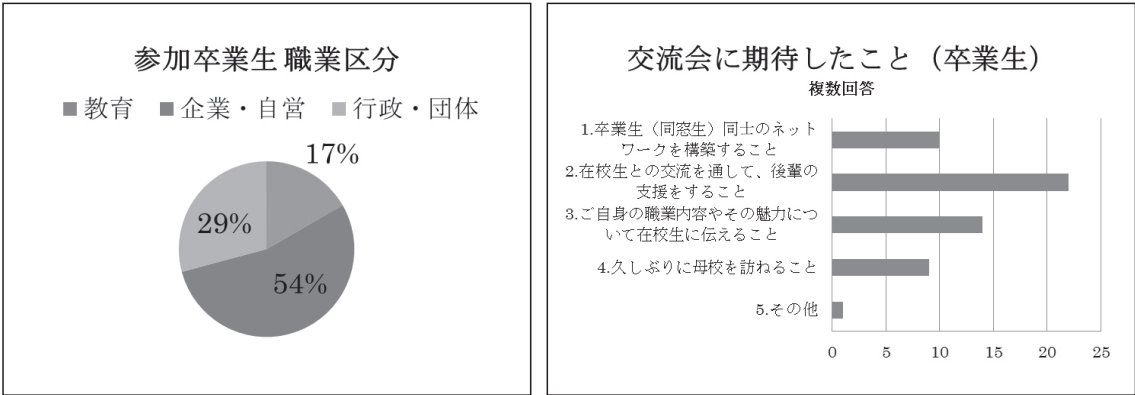 参加卒業生 職業区分
教育 企業・自営 行政・団体
17%
29%
54%
交流会に期待したこと（卒業生）
複数回答
1.卒業生（同窓生）同士のネット
ワークを構築すること
2.在校生との交流を通して、後輩の
支援をすること
3.ご自身の職業内容やその魅力につ
いて在校生に伝えること
4.久しぶりに母校を訪ねること
5.その他
0 5 10 15 20 25